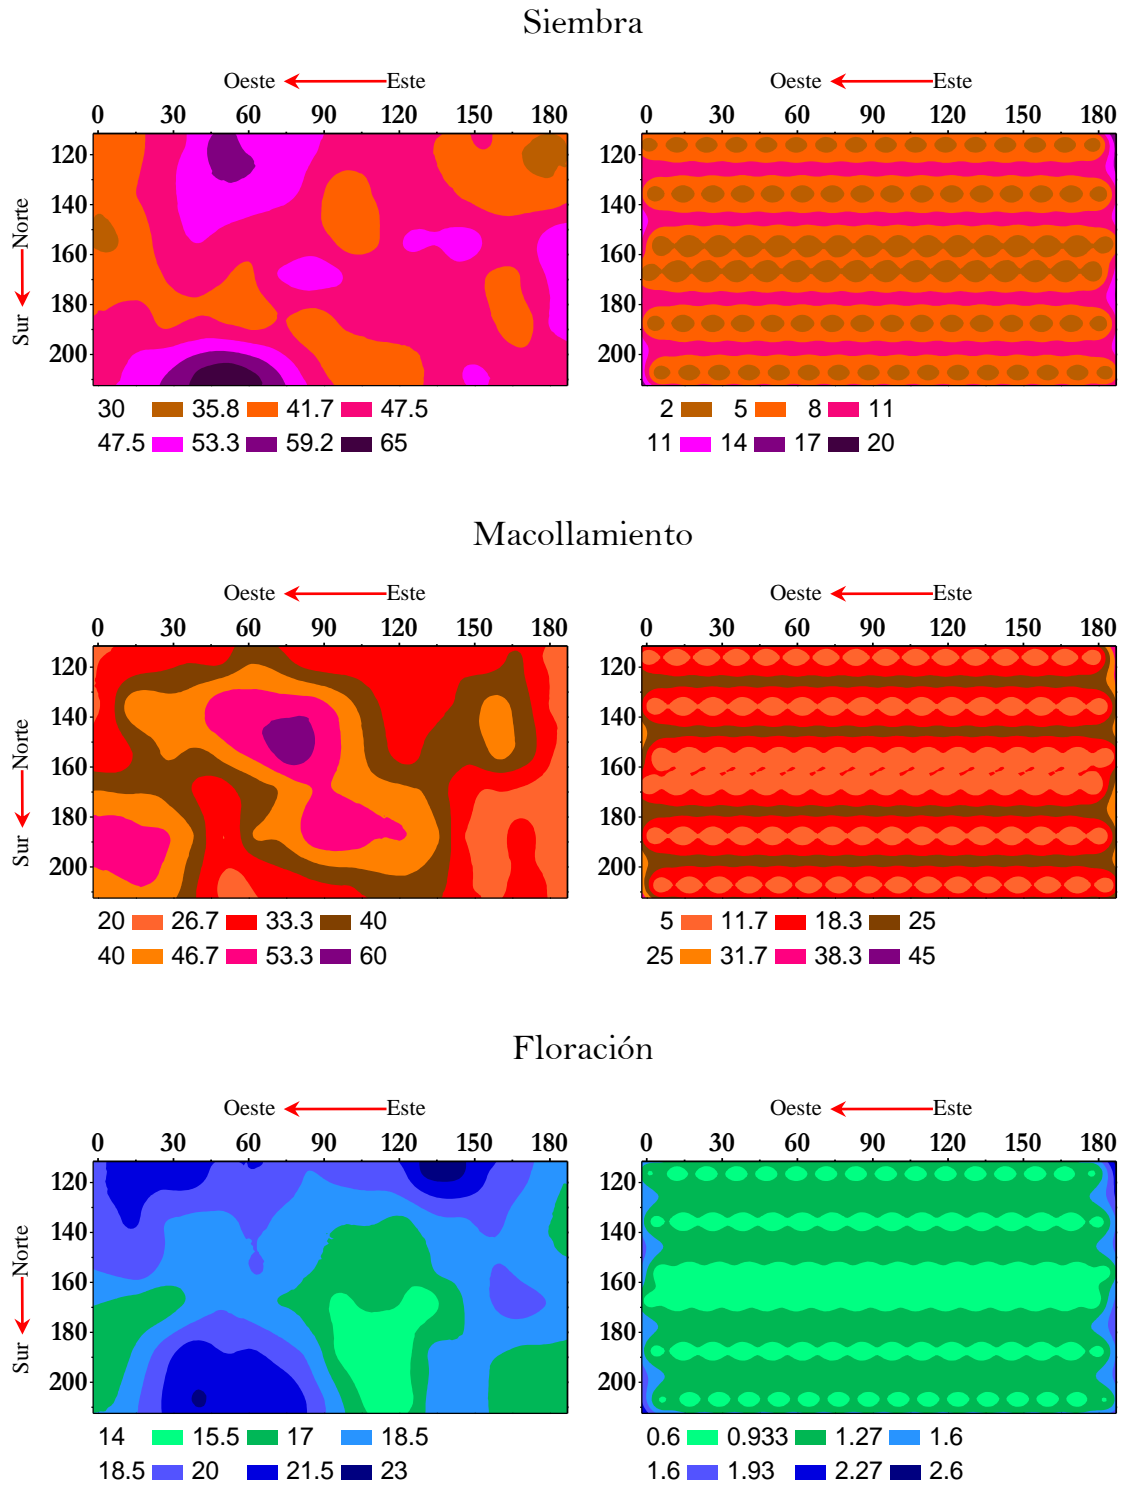 Siembra
Oeste Este
Oeste Este
0 30 60 90 120 150 180
0 30 60 90 120 150 180
120
140
160
180
200
Norte
Sur
120
140
160
180
200
30 35.8 41.7 47.5
47.5 53.3 59.2 65
2 5 8 11
11 14 17 20
Macollamiento
Oeste Este
Oeste Este
0 30 60 90 120 150 180
0 30 60 90 120 150 180
120
140
160
180
200
Norte
Sur
120
140
160
180
200
20 26.7 33.3 40
40 46.7 53.3 60
5 11.7 18.3 25
25 31.7 38.3 45
Floración
Oeste Este
Oeste Este
0 30 60 90 120 150 180
0 30 60 90 120 150 180
120
140
160
180
200
Norte
Sur
120
140
160
180
200
14 15.5 17 18.5
18.5 20 21.5 23
0.6 0.933 1.27 1.6
1.6 1.93 2.27 2.6